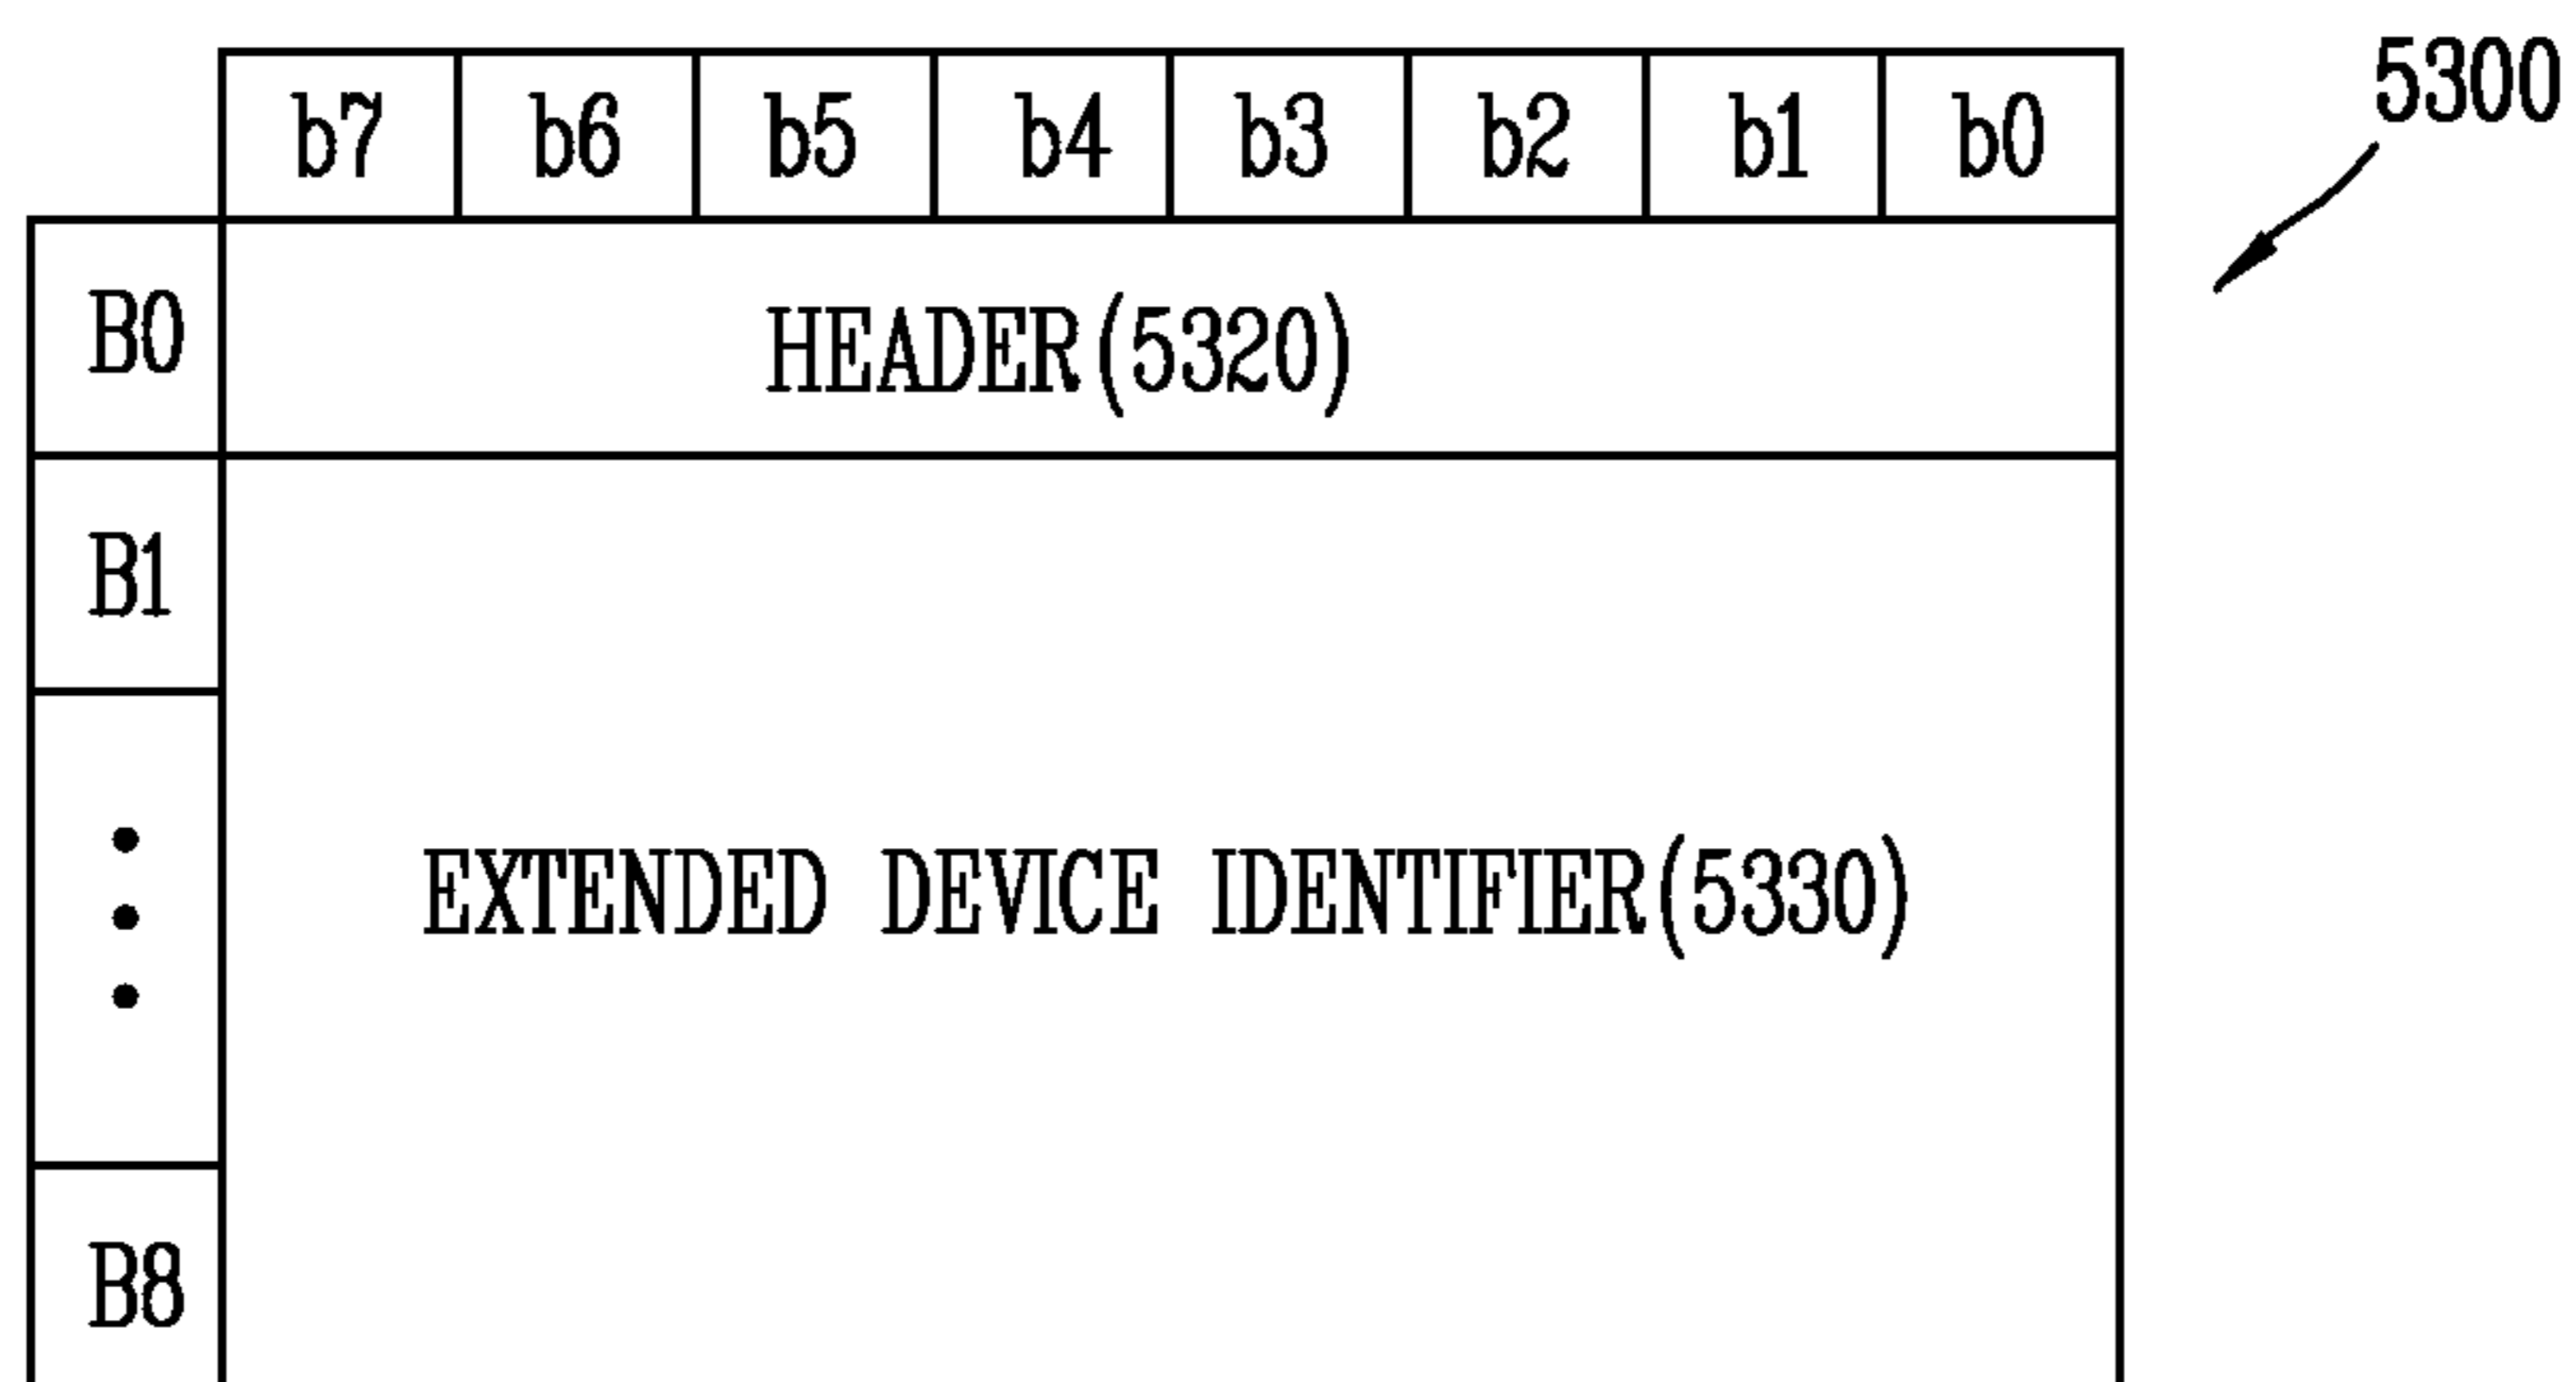 5300
b7 b6 b5 b4 b3 b2 b1 b0
B0 HEADER(5320)
B1
EXTENDED DEVICE IDENTIFIER(5330)
B8